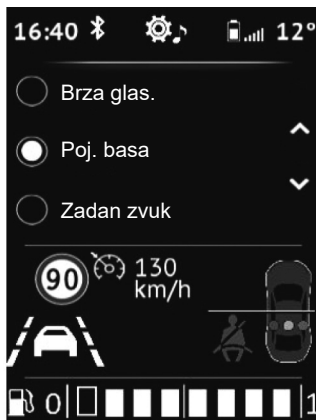 16:40 12°
Brza glas.
Poj. basa
Zadan zvuk
90 130
km/h
0 1